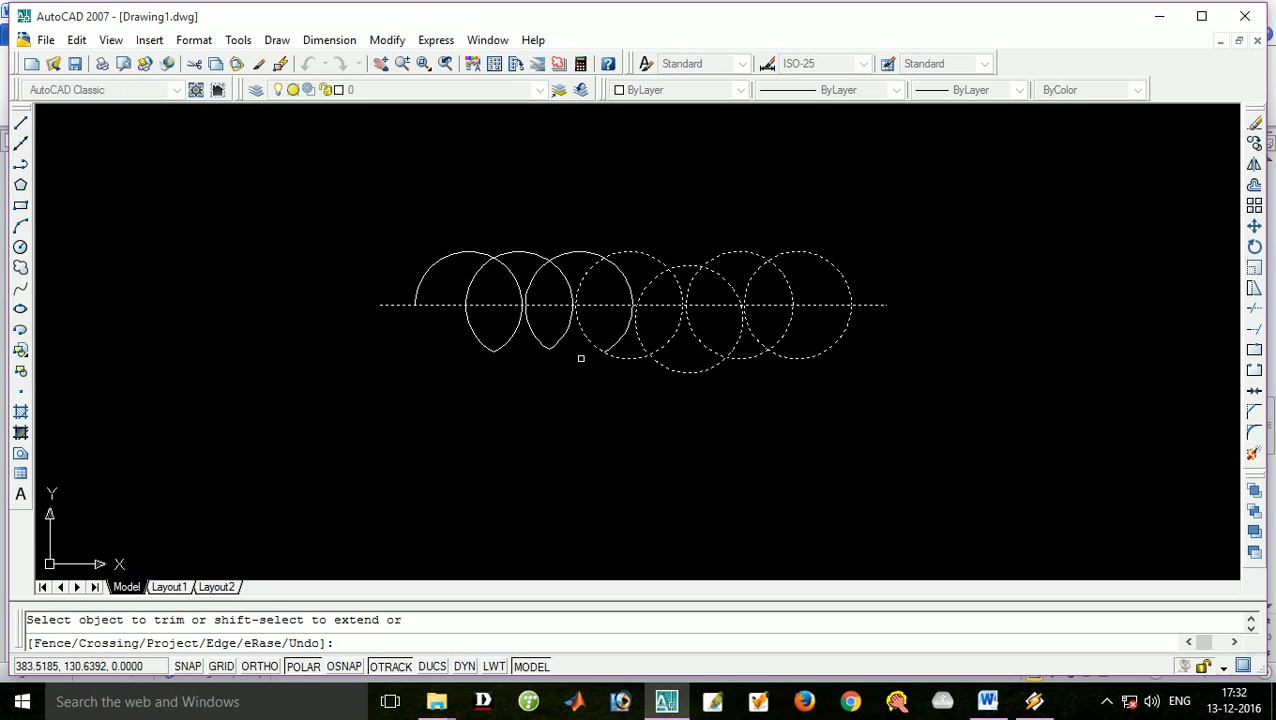 AutoCAD 2007 - [Drawing1.dwg]
File Edit View Insert Format Tools Draw Dimension Modify Express Window Help
Standard ISO-25 Standard
AutoCAD Classic 0 ByLayer ByLayer ByLayer ByColor
A
Y
X
Model Layout1 Layout2
Select object to trim or shift-select to extend or
[Fence/Crossing/Project/Edge/eRase/Undo]:
383.5185, 130.6392, 0.0000 SNAP GRID ORTHO POLAR OSNAP OTRACK DUCS DYN LWT MODEL
Search the web and Windows
ENG
17:32
13-12-2016